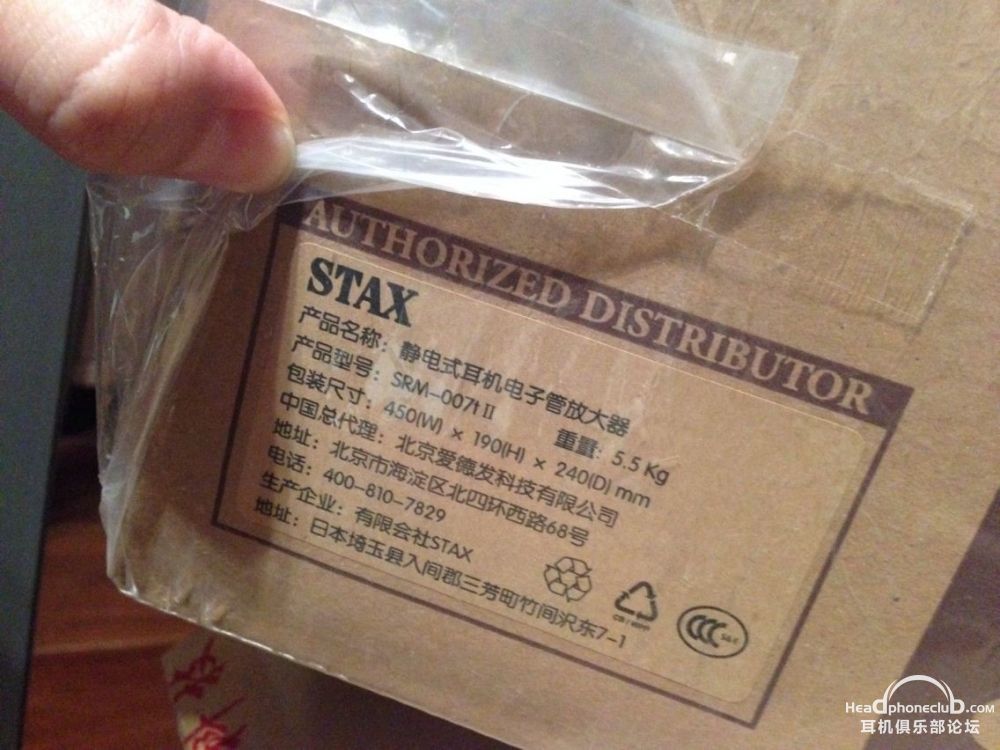 AUTHORIZED DISTRIBUTOR
STAX
产品名称：静电式耳机电子管放大器
产品型号：SRM-007tⅡ 重量: 5.5 Kg
包装尺寸：450(W) × 190(H) × 240(D) mm
中国总代理：北京爱德发科技有限公司
地址：北京市海淀区北四环西路68号
电话：400-810-7829
生产企业：有限会社STAX
地址：日本埼玉县入间郡三芳町竹间沢东7-1
HeadphoneclubD.com
耳机俱乐部论坛